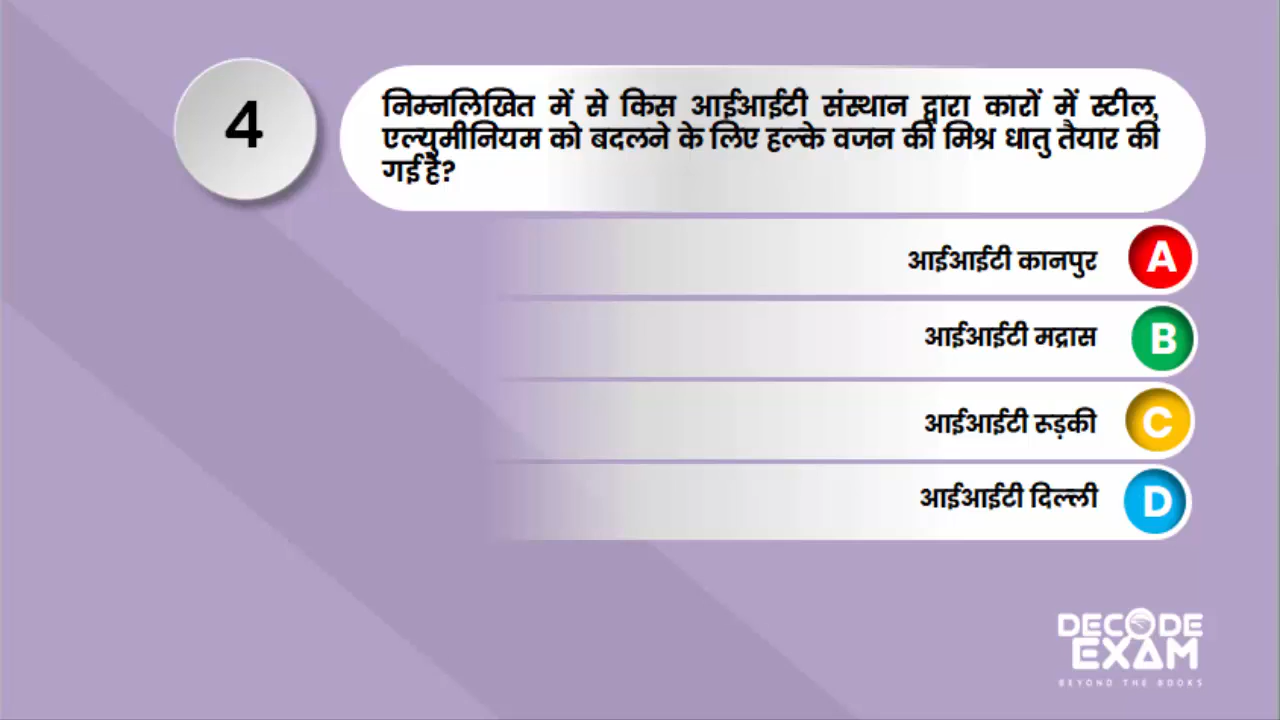 4
निम्नलिखित में से किस आईआईटी संस्थान द्वारा कारों में स्टील,
एल्युमीनियम को बदलने के लिए हल्के वजन की मिश्र धातु तैयार की
गई है?
आईआईटी कानपुर A
आईआईटी मद्रास B
आईआईटी रूड़की C
आईआईटी दिल्ली D
DECODE
EXAM
BEYOND THE BOOKS